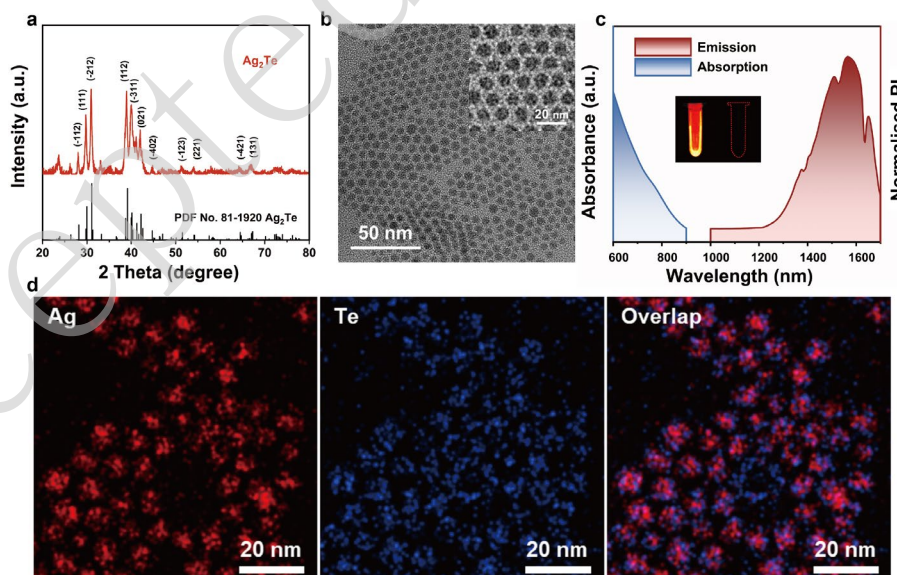 a
Ag2Te
(-112)
(111)
(-212)
(112)
(-311)
(021)
(-402)
(-123)
(221)
(-421)
(131)
PDF No. 81-1920 Ag2Te
Intensity (a.u.)
20 30 40 50 60 70 80
2 Theta (degree)
b
20 nm
50 nm
c
Emission
Absorption
Absorbance (a.u.)
600 800 1000 1200 1400 1600
Wavelength (nm)
d
Ag
20 nm
Te
20 nm
Overlap
20 nm